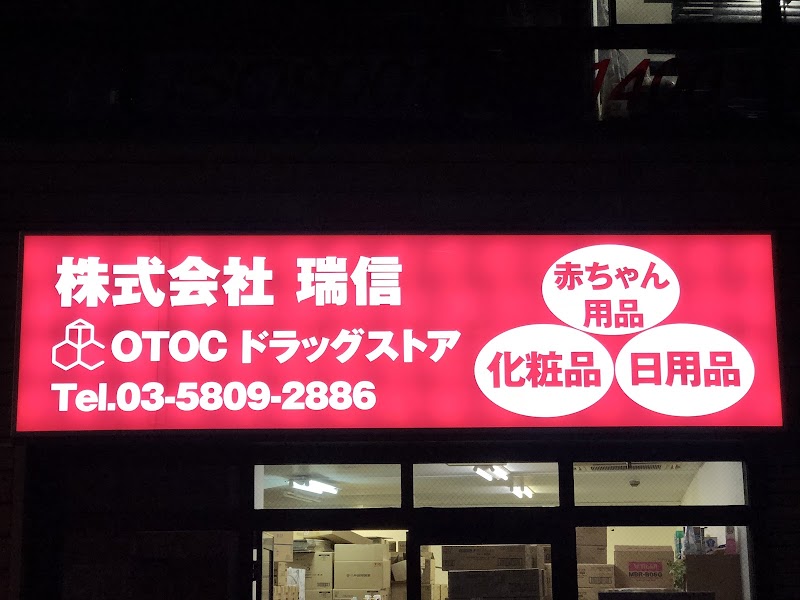 株式会社 瑞信
OTOC ドラッグストア
Tel.03-5809-2886
赤ちゃん
用品
化粧品
日用品